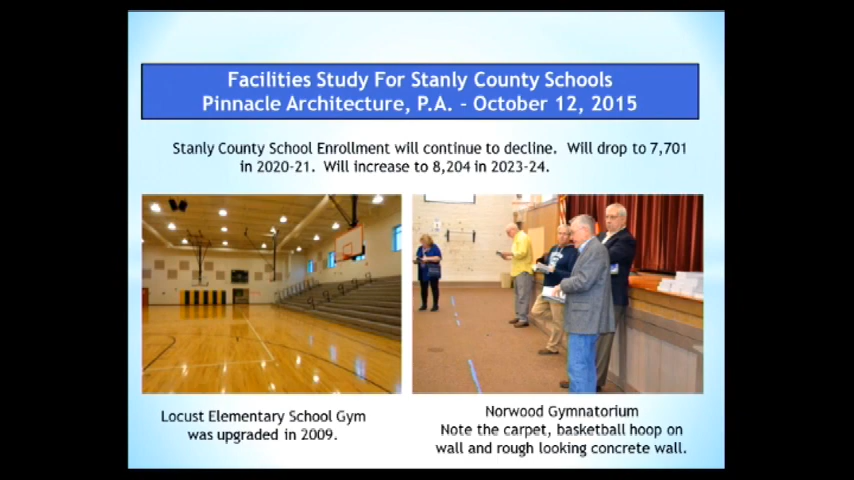 Facilities Study For Stanly County Schools
Pinnacle Architecture, P.A. - October 12, 2015
Stanly County School Enrollment will continue to decline. Will drop to 7,701
in 2020-21. Will increase to 8,204 in 2023-24.
Locust Elementary School Gym
was upgraded in 2009.
Norwood Gymnatorium
Note the carpet, basketball hoop on
wall and rough looking concrete wall.